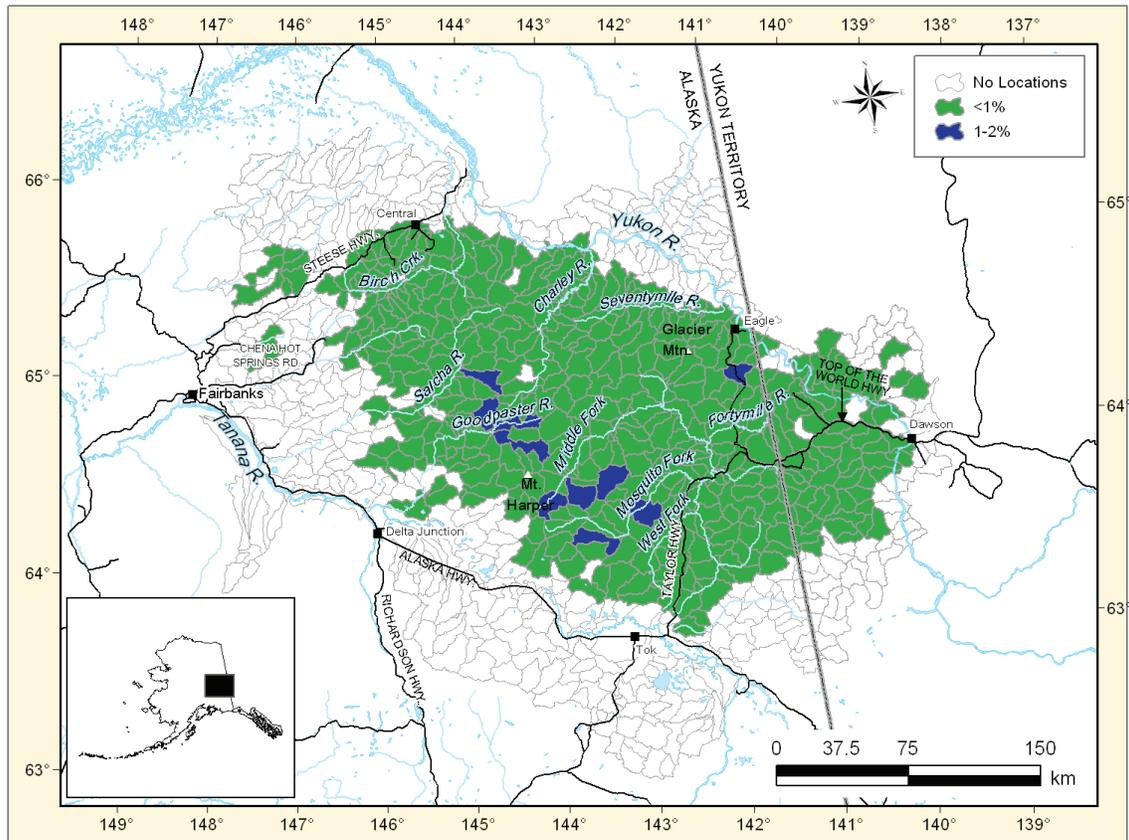 148° 147° 145° 144° 143° 142° 141° 140° 139° 138° 137°
YUKON TERRITORY
ALASKA
N
W E
S
No Locations
<1%
1-2%
66°
65°
65°
64°
64°
63°
63°
Central
STEESE HWY.
Birch Crk.
Yukon R.
Charley R.
Seventymile R.
Glacier
Mtn.
Eagle
CHENA HOT
SPRINGS RD
TOP OF THE
WORLD HWY
Salcha R.
Fairbanks
Goodpaster R.
Middle Fork
Fortymile R.
Dawson
Tanana R.
Mosquito Fork
Mt.
Harper
West Fork
Delta Junction
ALASKA HWY.
TAYLOR HWY.
RICHARDSON HWY.
Tok
0 37.5 75 150
km
149° 148° 147° 146° 145° 144° 143° 142° 141° 140° 139°